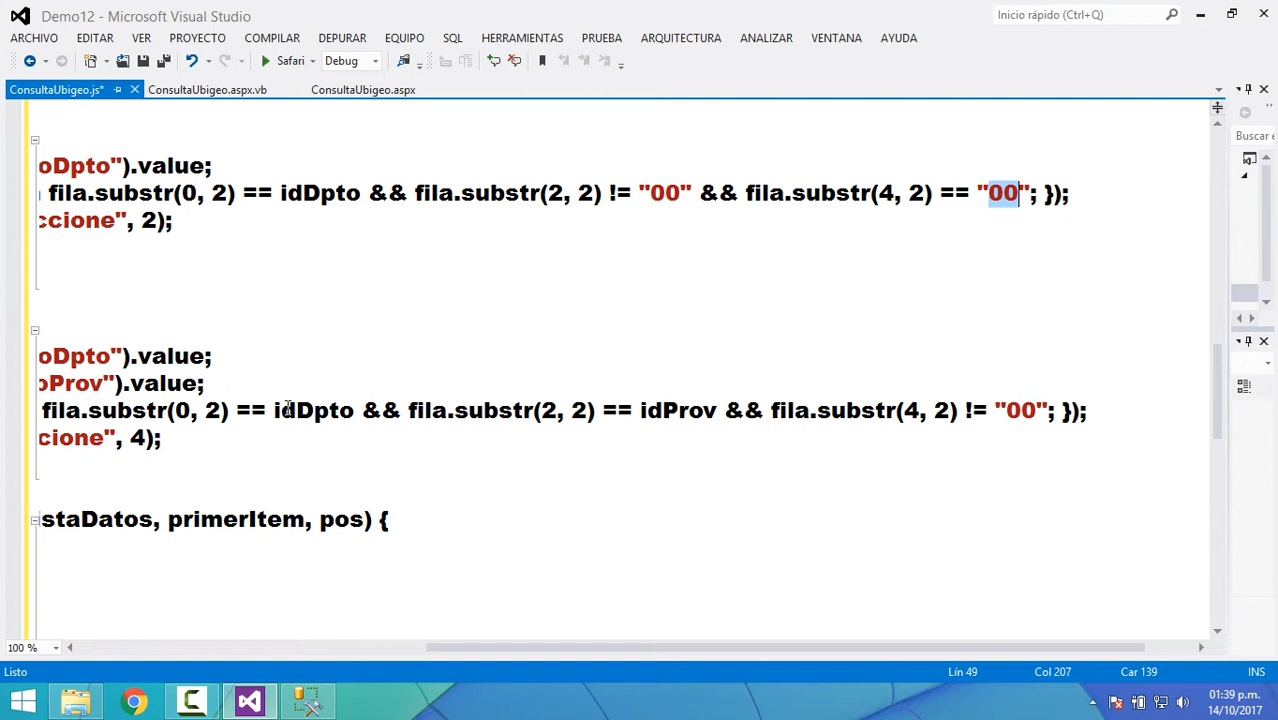 Demo12 - Microsoft Visual Studio
Inicio rápido (Ctrl+Q)
ARCHIVO EDITAR VER PROYECTO COMPILAR DEPURAR EQUIPO SQL HERRAMIENTAS PRUEBA ARQUITECTURA ANALIZAR VENTANA AYUDA
Safari Debug
ConsultaUbigeo.js* ConsultaUbigeo.aspx.vb ConsultaUbigeo.aspx
Buscar e
oDpto").value;
fila.substr(0, 2) == idDpto && fila.substr(2, 2) != "00" && fila.substr(4, 2) == "00"; });
ccione", 2);
oDpto").value;
oProv").value;
fila.substr(0, 2) == idDpto && fila.substr(2, 2) == idProv && fila.substr(4, 2) != "00"; });
cione", 4);
staDatos, primerItem, pos) {
100 %
Listo Lín 49 Col 207 Car 139 INS
01:39 p.m.
14/10/2017